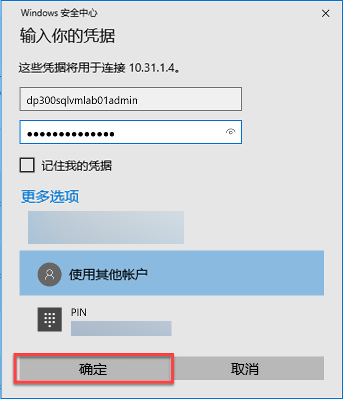 Windows 安全中心
输入你的凭据
这些凭据将用于连接 10.31.1.4。
dp300sqlvmlab01admin
●●●●●●●●●●●●●●
记住我的凭据
更多选项
使用其他帐户
PIN
确定
取消